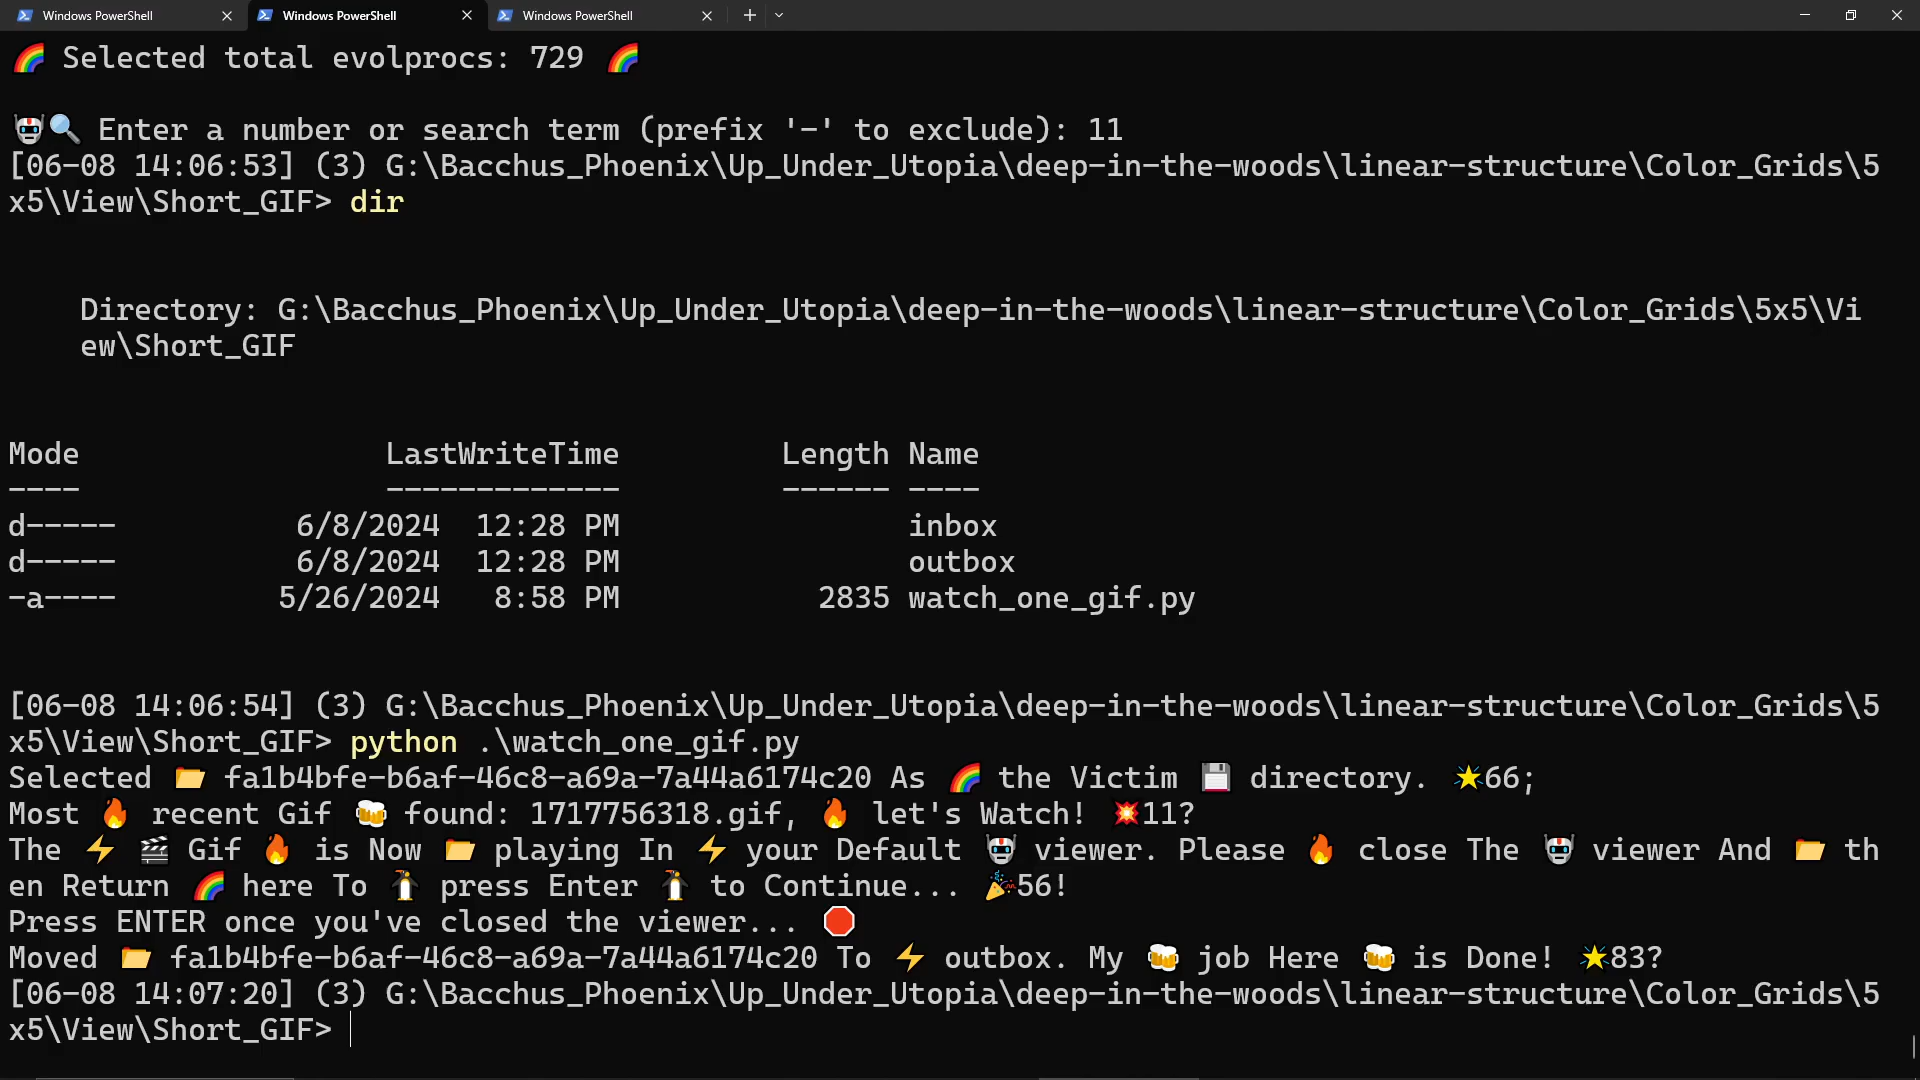 Windows PowerShell Windows PowerShell Windows PowerShell
🌈 Selected total evolprocs: 729 🌈
🤖🔍 Enter a number or search term (prefix '-' to exclude): 11
[06-08 14:06:53] (3) G:\Bacchus_Phoenix\Up_Under_Utopia\deep-in-the-woods\linear-structure\Color_Grids\5
x5\View\Short_GIF> dir
Directory: G:\Bacchus_Phoenix\Up_Under_Utopia\deep-in-the-woods\linear-structure\Color_Grids\5x5\Vi
ew\Short_GIF
Mode LastWriteTime Length Name
---- ------------- ------ ----
d----- 6/8/2024 12:28 PM inbox
d----- 6/8/2024 12:28 PM outbox
-a---- 5/26/2024 8:58 PM 2835 watch_one_gif.py
[06-08 14:06:54] (3) G:\Bacchus_Phoenix\Up_Under_Utopia\deep-in-the-woods\linear-structure\Color_Grids\5
x5\View\Short_GIF> python .\watch_one_gif.py
Selected 📂 fa1b4bfe-b6af-46c8-a69a-7a44a6174c20 As 🌈 the Victim 💾 directory. 🌟66;
Most 🔥 recent Gif 🍻 found: 1717756318.gif, 🔥 let's Watch! 💥11?
The ⚡ 🎬 Gif 🔥 is Now 📂 playing In ⚡ your Default 🤖 viewer. Please 🔥 close The 🤖 viewer And 📂 th
en Return 🌈 here To 🐧 press Enter 🐧 to Continue... 🎉56!
Press ENTER once you've closed the viewer... 🛑
Moved 📂 fa1b4bfe-b6af-46c8-a69a-7a44a6174c20 To ⚡ outbox. My 🍻 job Here 🍻 is Done! 🌟83?
[06-08 14:07:20] (3) G:\Bacchus_Phoenix\Up_Under_Utopia\deep-in-the-woods\linear-structure\Color_Grids\5
x5\View\Short_GIF>